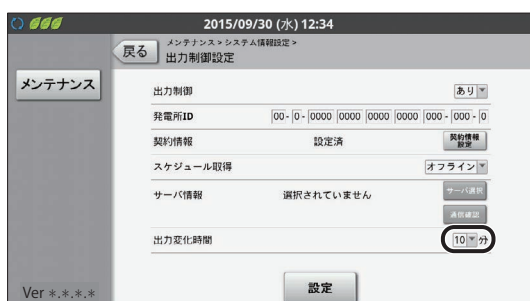 2015/09/30 (水) 12:34
戻る
メンテナンス > システム情報設定 >
出力制御設定
メンテナンス
出力制御 あり
発電所ID 00 - 0 - 0000 0000 0000 0000 000 - 000 - 0
契約情報 設定済 契約情報
設定
スケジュール取得 オフライン
サーバ情報 選択されていません サーバ選択
通信確認
出力変化時間 10 分
設定
Ver *.*.*.*